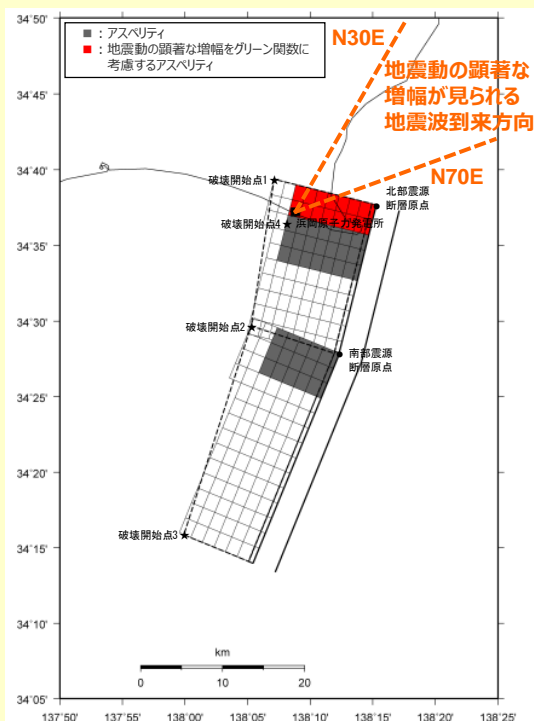 34°50'
34°45'
34°40'
34°35'
34°30'
34°25'
34°20'
34°15'
34°10'
34°05'
■ : アスペリティ
■ : 地震動の顕著な増幅をグリーン関数に
考慮するアスペリティ
N30E
地震動の顕著な
増幅が見られる
地震波到来方向
N70E
破壊開始点1
北部震源
断層原点
破壊開始点4
浜岡原子力発電所
破壊開始点2
南部震源
断層原点
破壊開始点3
km
0 10 20
137°50' 137°55' 138°00' 138°05' 138°10' 138°15' 138°20' 138°25'